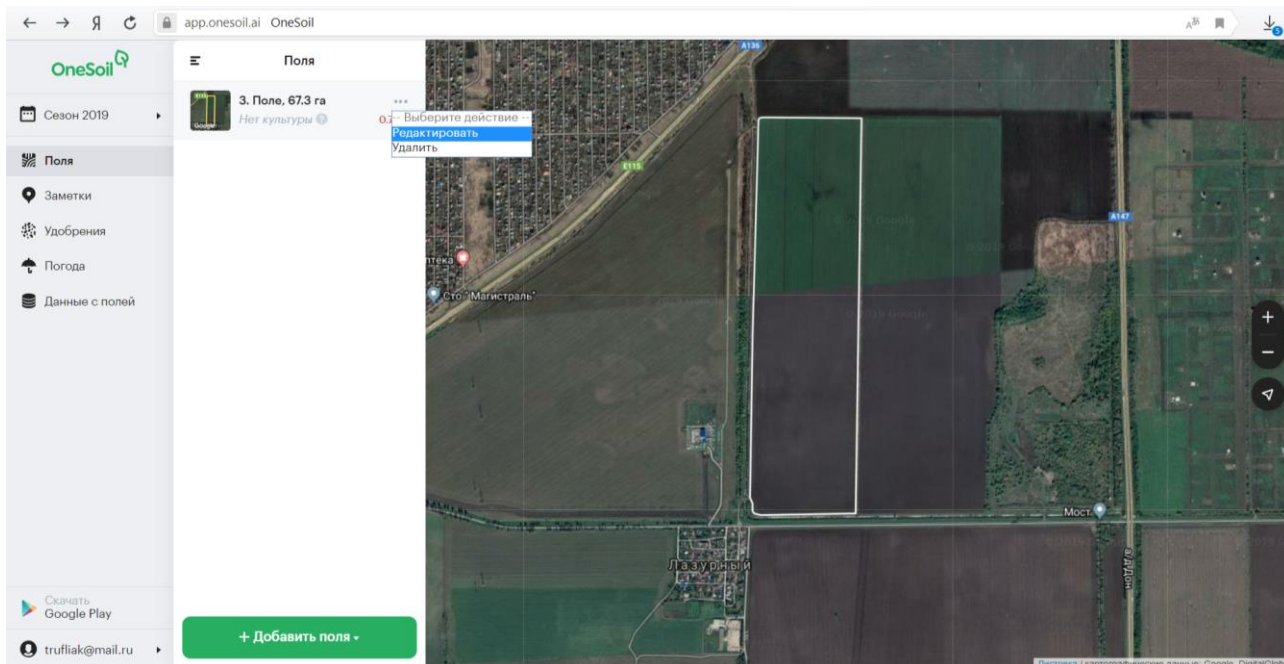 app.onesoil.ai OneSoil
OneSoil
Сезон 2019
Поля
Заметки
Удобрения
Погода
Данные с полей
Скачать
Google Play
trufliak@mail.ru
Поля
3. Поле, 67.3 га
Нет культуры
-- Выберите действие --
Редактировать
Удалить
+ Добавить поля
A136
E115
A147
Сто "Магистраль"
Мост
Лазурный
а/д Дон
Google